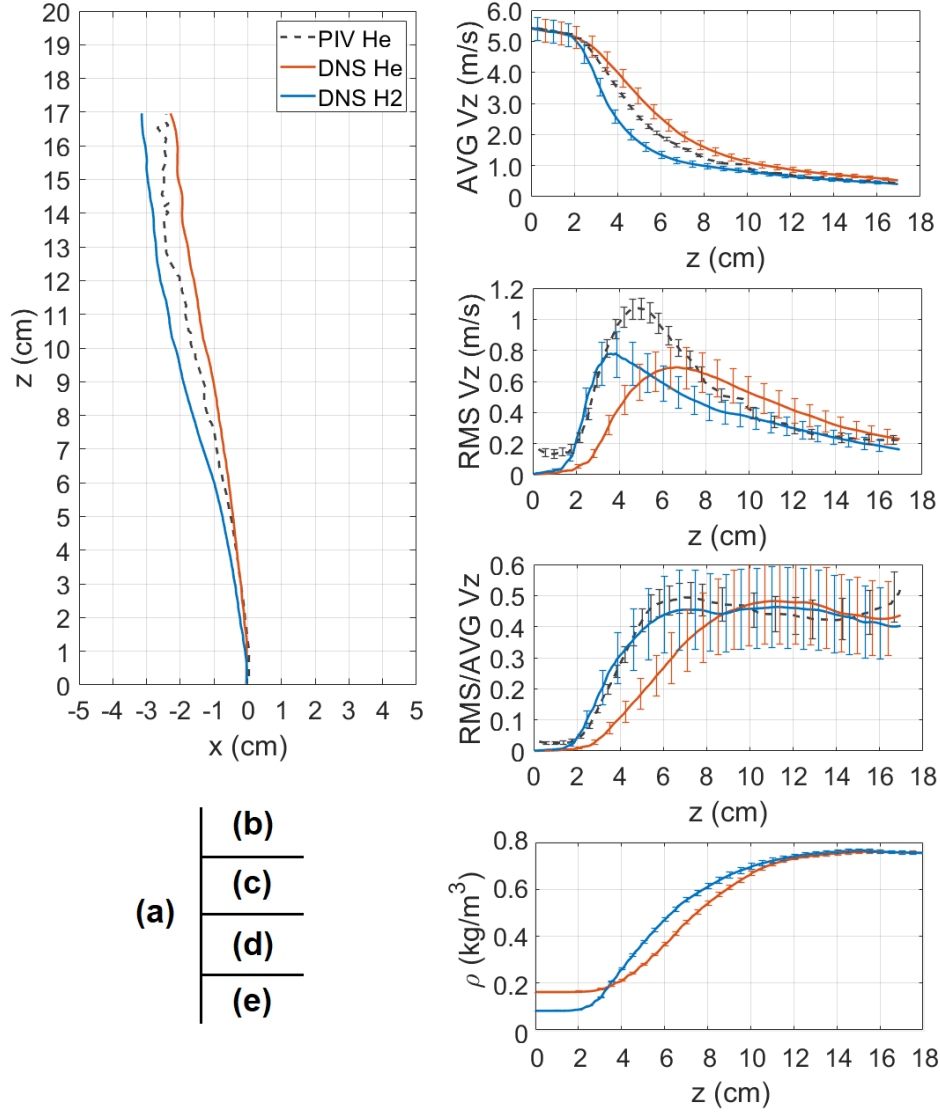 20
19
18
17
16
15
14
13
12
11
10
9
8
7
6
5
4
3
2
1
0
z (cm)
-5 -4 -3 -2 -1 0 1 2 3 4 5
x (cm)
PIV He
DNS He
DNS H2
6.0
5.0
4.0
3.0
2.0
1.0
0
AVG Vz (m/s)
0 2 4 6 8 10 12 14 16 18
z (cm)
1.2
1
0.8
0.6
0.4
0.2
0
RMS Vz (m/s)
0 2 4 6 8 10 12 14 16 18
z (cm)
0.6
0.5
0.4
0.3
0.2
0.1
0
RMS/AVG Vz
0 2 4 6 8 10 12 14 16 18
z (cm)
0.8
0.6
0.4
0.2
0
ρ (kg/m³)
0 2 4 6 8 10 12 14 16 18
z (cm)
(a)
(b)
(c)
(d)
(e)